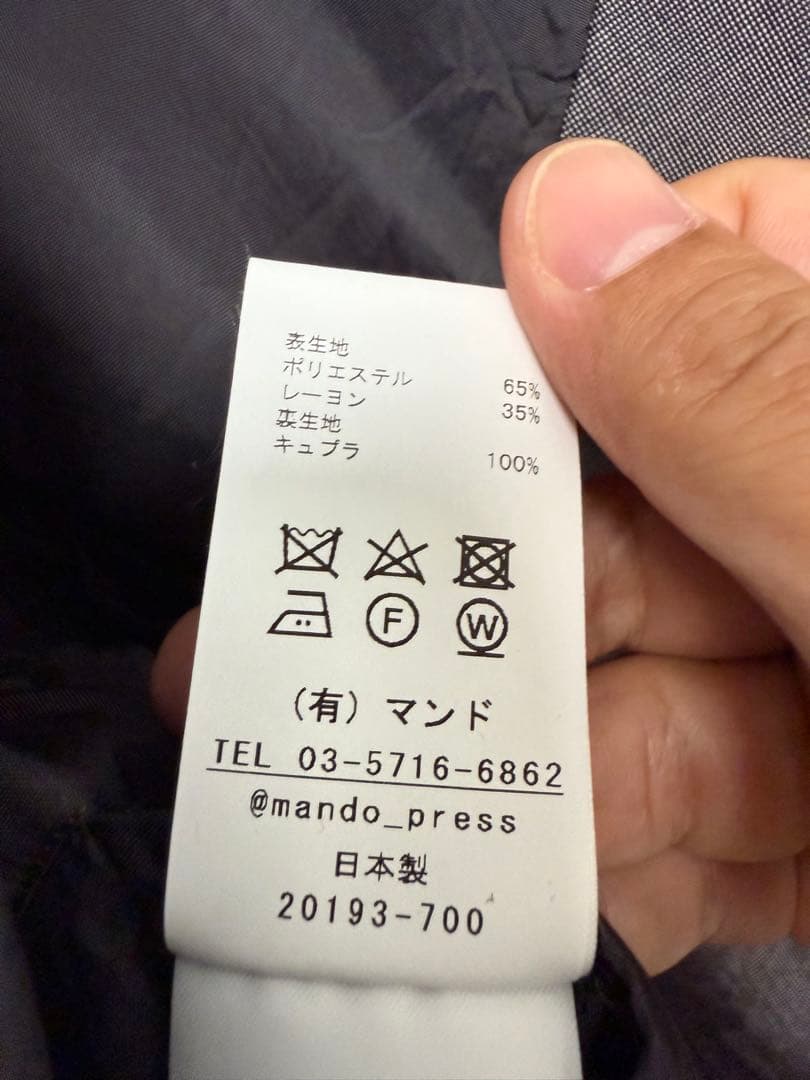 表生地
ポリエステル 65%
レーヨン 35%
裏生地
キュプラ 100%
F W
(有)マンド
TEL 03-5716-6862
@mando_press
日本製
20193-700